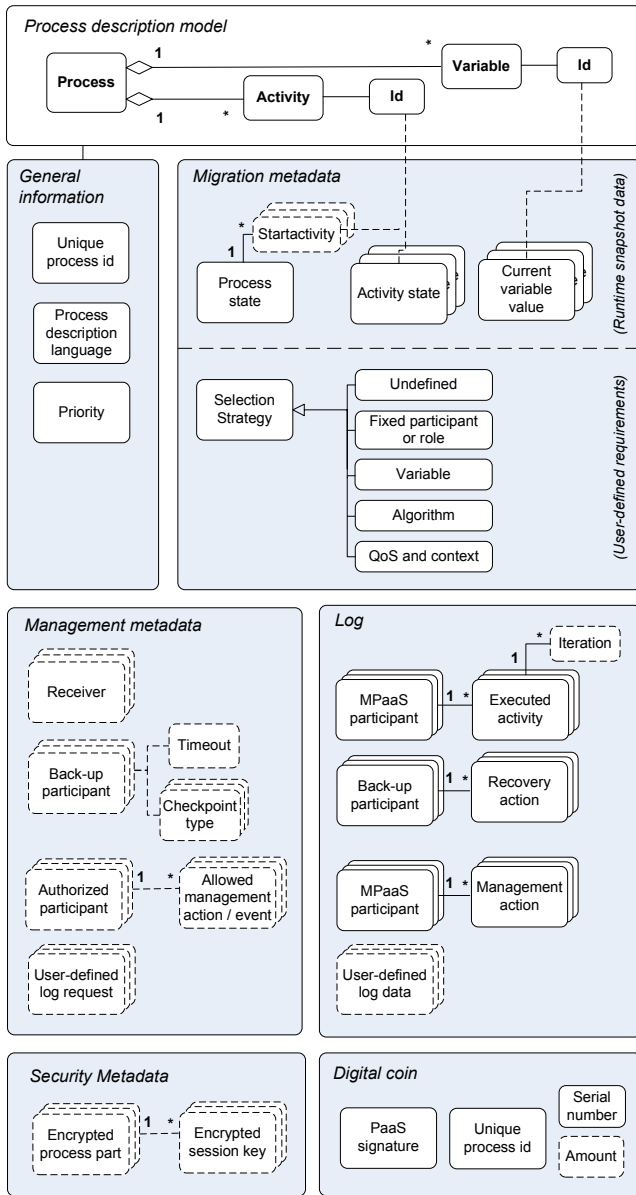 Process description model
1
*
Process
Variable
Id
Activity
Id
1
*
General
information
Unique
process id
Process
description
language
Priority
Migration metadata
(Runtime snapshot data)
Startactivity
*
1
Process
state
Activity state
Current
variable
value
(User-defined requirements)
Selection
Strategy
Undefined
Fixed participant
or role
Variable
Algorithm
QoS and context
Management metadata
Receiver
Back-up
participant
Timeout
Checkpoint
type
Authorized
participant
1
*
Allowed
management
action / event
User-defined
log request
Log
*
Iteration
1
MPaaS
participant
1
*
Executed
activity
Back-up
participant
1
*
Recovery
action
MPaaS
participant
1
*
Management
action
User-defined
log data
Security Metadata
Encrypted
process part
1
*
Encrypted
session key
Digital coin
PaaS
signature
Unique
process id
Serial
number
Amount